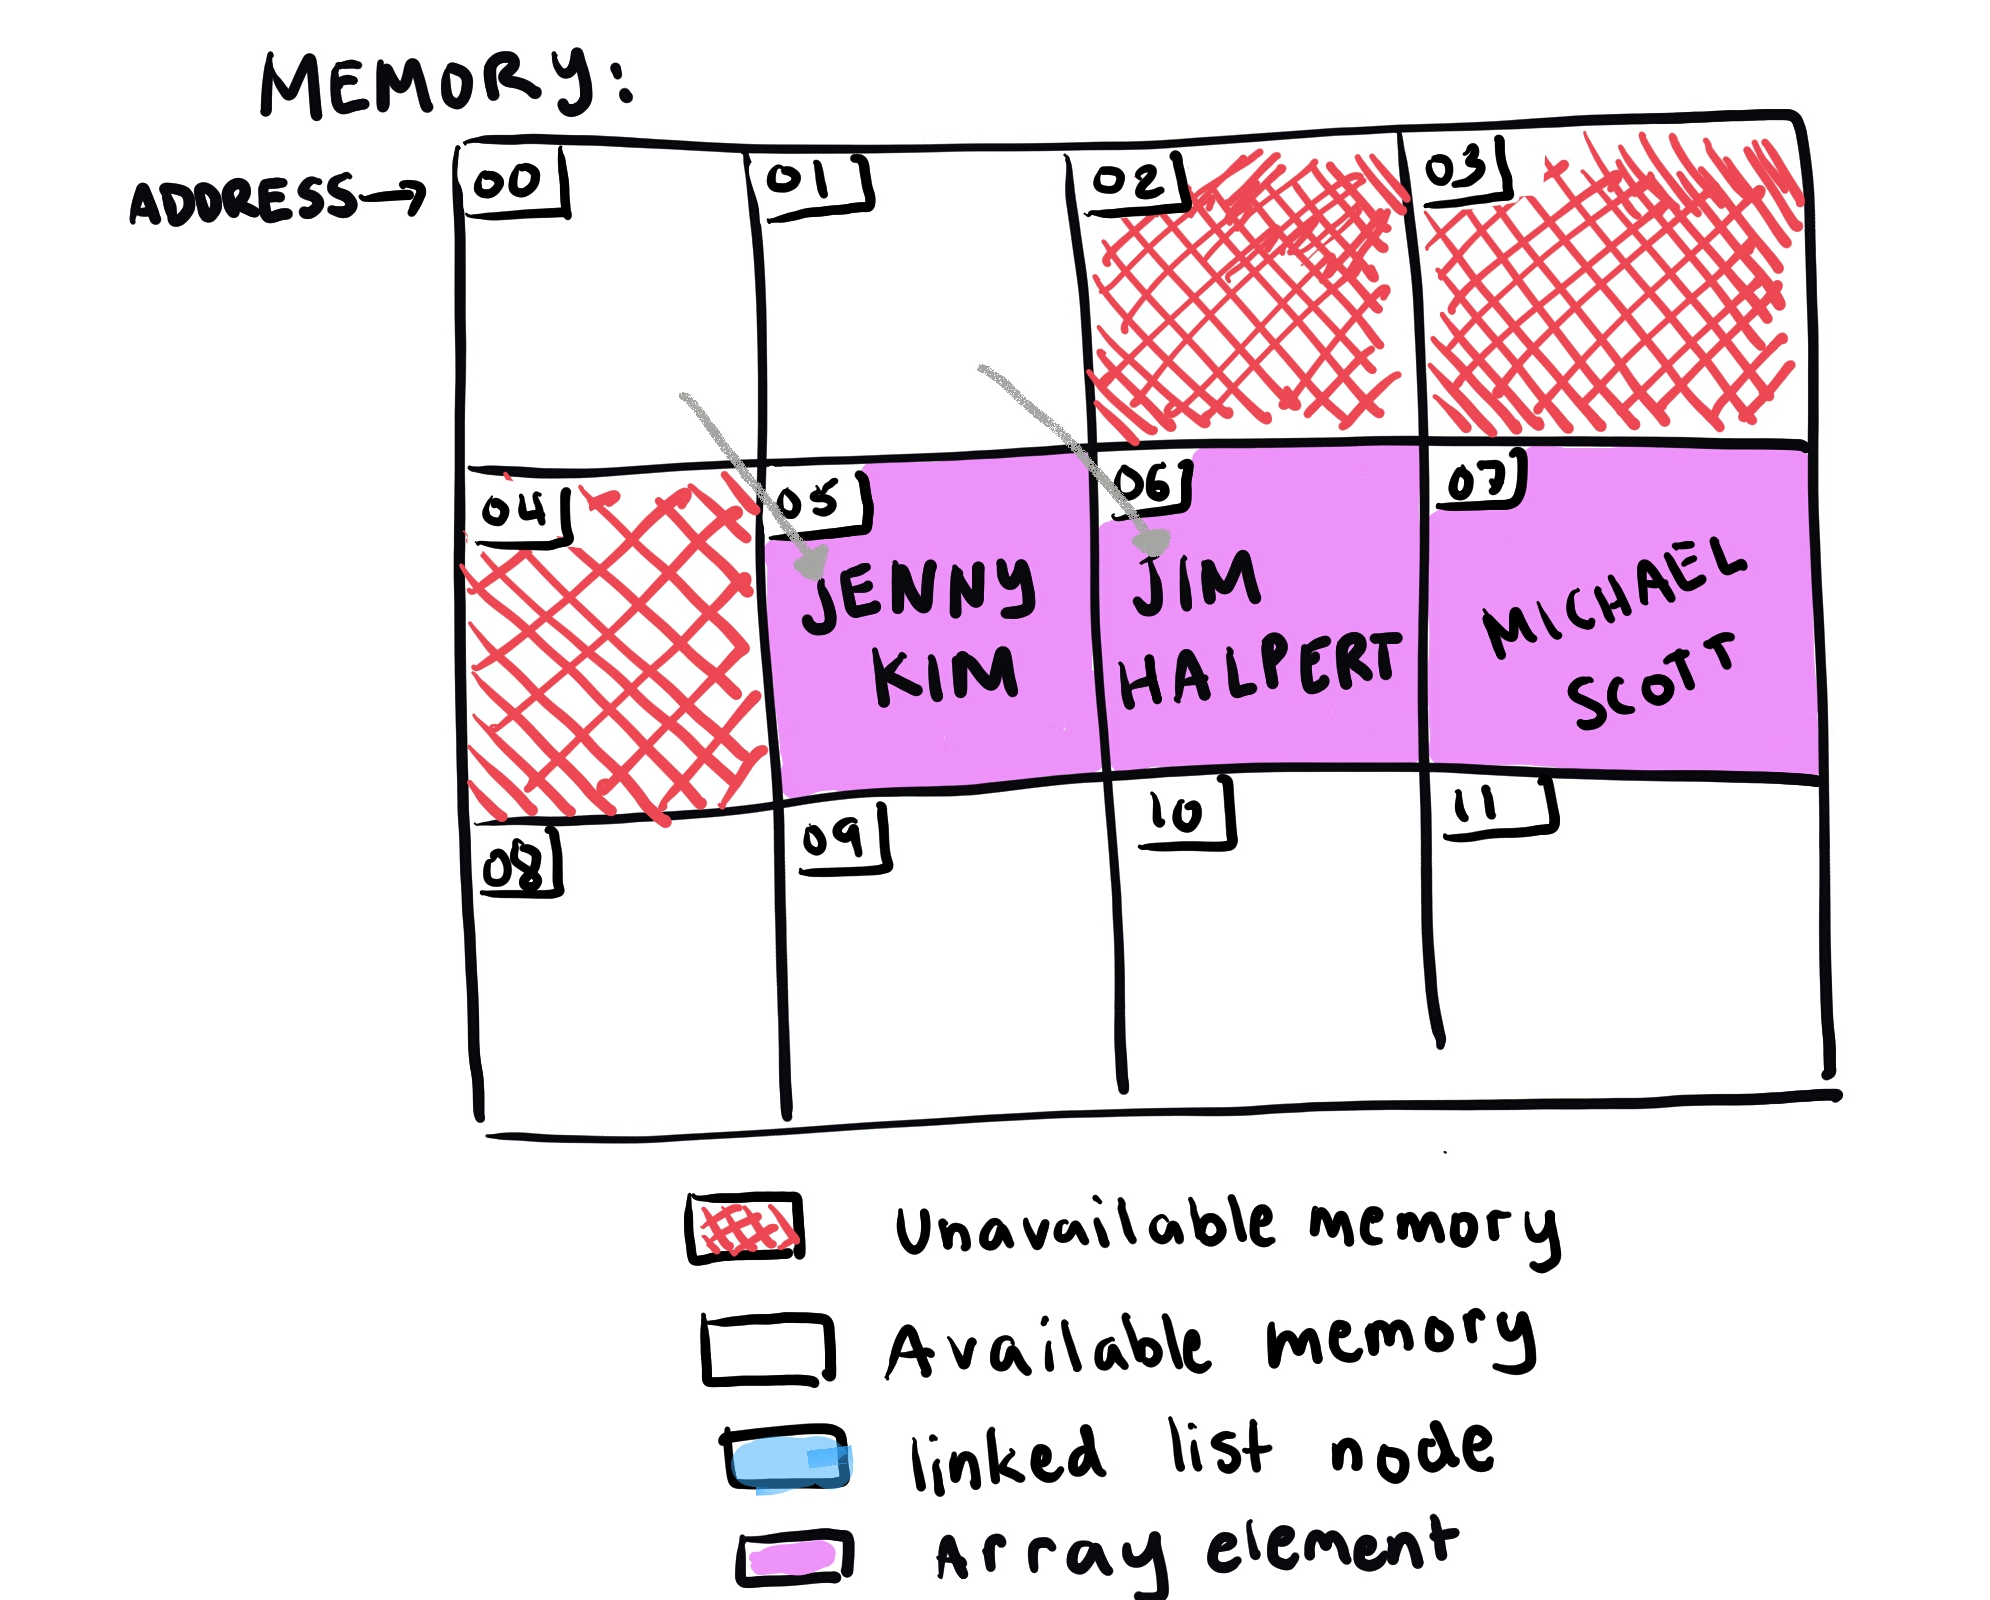 MEMORY:
ADDRESS→
00
01
02
03
04
05
06
07
JENNY
KIM
JIM
HALPERT
MICHAEL
SCOTT
08
09
10
11
Unavailable memory
Available memory
linked list node
Array element